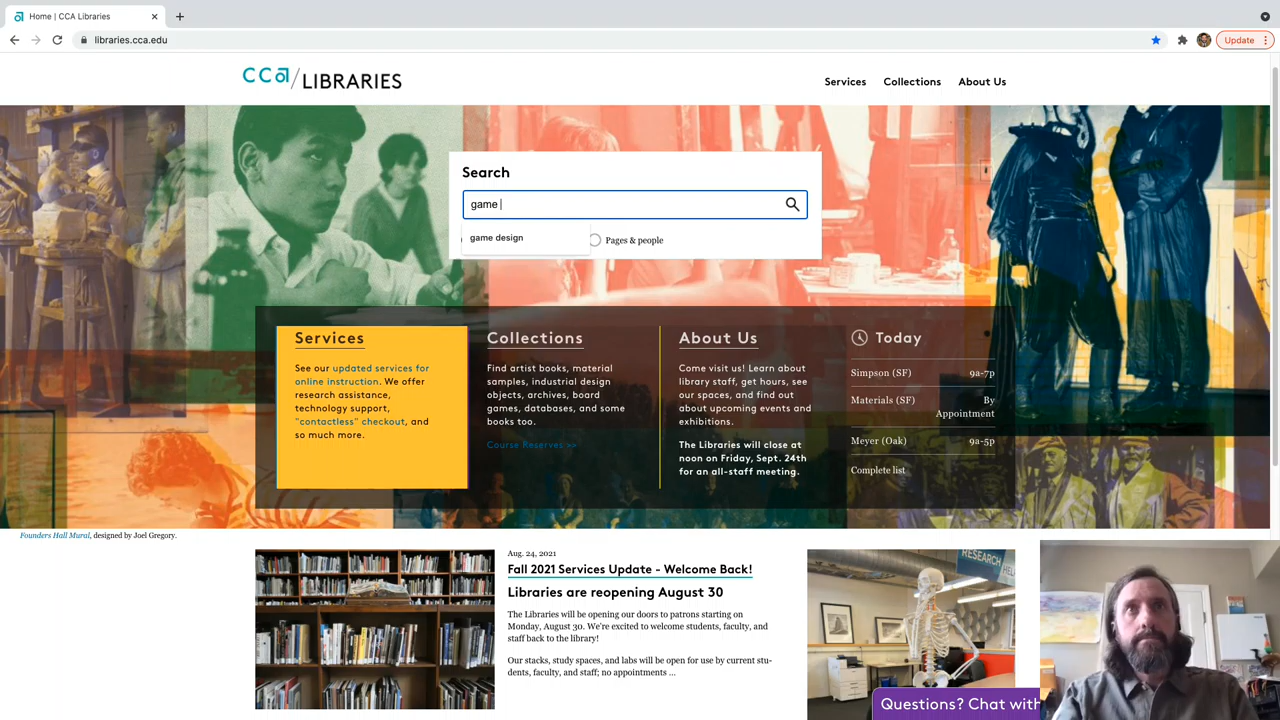 Home | CCA Libraries
libraries.cca.edu
Update
cca/LIBRARIES
Services
Collections
About Us
Search
game
game design
Pages & people
Services
See our updated services for
online instruction. We offer
research assistance,
technology support,
"contactless" checkout, and
so much more.
Collections
Find artist books, material
samples, industrial design
objects, archives, board
games, databases, and some
books too.
Course Reserves >>
About Us
Come visit us! Learn about
library staff, get hours, see
our spaces, and find out
about upcoming events and
exhibitions.
The Libraries will close at
noon on Friday, Sept. 24th
for an all-staff meeting.
Today
Simpson (SF) 9a-7p
Materials (SF) By
Appointment
Meyer (Oak) 9a-5p
Complete list
Founders Hall Mural, designed by Joel Gregory.
Aug. 24, 2021
Fall 2021 Services Update - Welcome Back!
Libraries are reopening August 30
The Libraries will be opening our doors to patrons starting on
Monday, August 30. We're excited to welcome students, faculty, and
staff back to the library!
Our stacks, study spaces, and labs will be open for use by current stu-
dents, faculty, and staff; no appointments ...
RESEARCH
Questions? Chat with